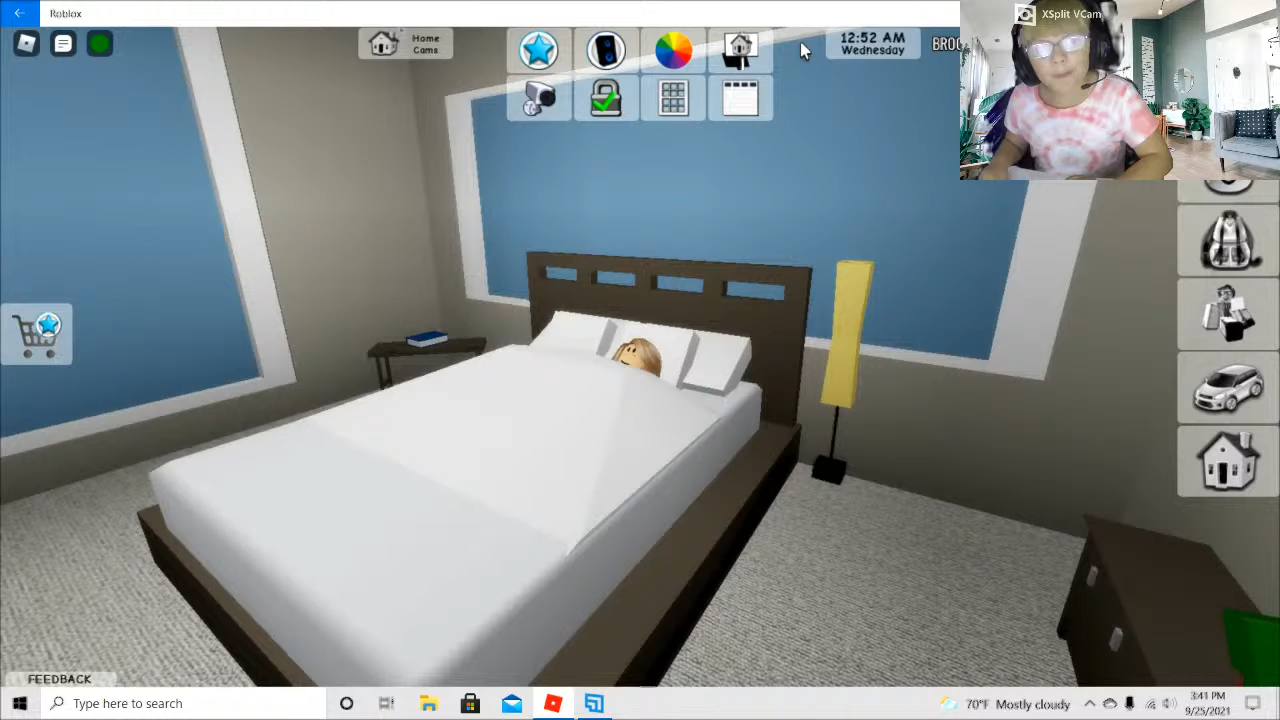 Roblox
XSplit VCam
Home
Cams
12:52 AM
Wednesday
BROO
FEEDBACK
Type here to search
70°F Mostly cloudy
3:41 PM
9/25/2021